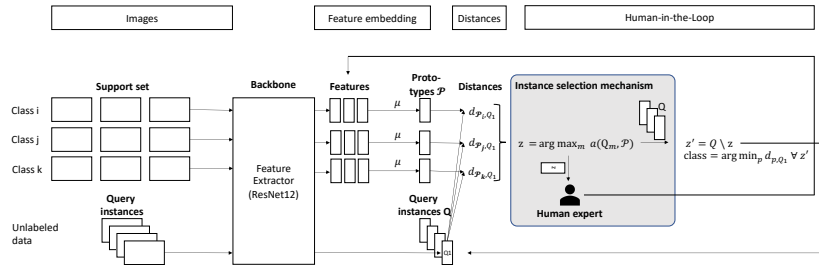 Images
Feature embedding
Distances
Human-in-the-Loop
Support set
Backbone
Features
Proto-
types 𝒫
Distances
Instance selection mechanism
Class i
Class j
Class k
μ
μ
μ
d𝒫i,Q1
d𝒫j,Q1
d𝒫k,Q1
Q
z = arg maxm α(Qm, 𝒫)
z′ = Q \ z
class = arg minp dp,Q1 ∀ z′
Feature
Extractor
(ResNet12)
Human expert
Query
instances
Query
instances Q
Unlabeled
data
Q1